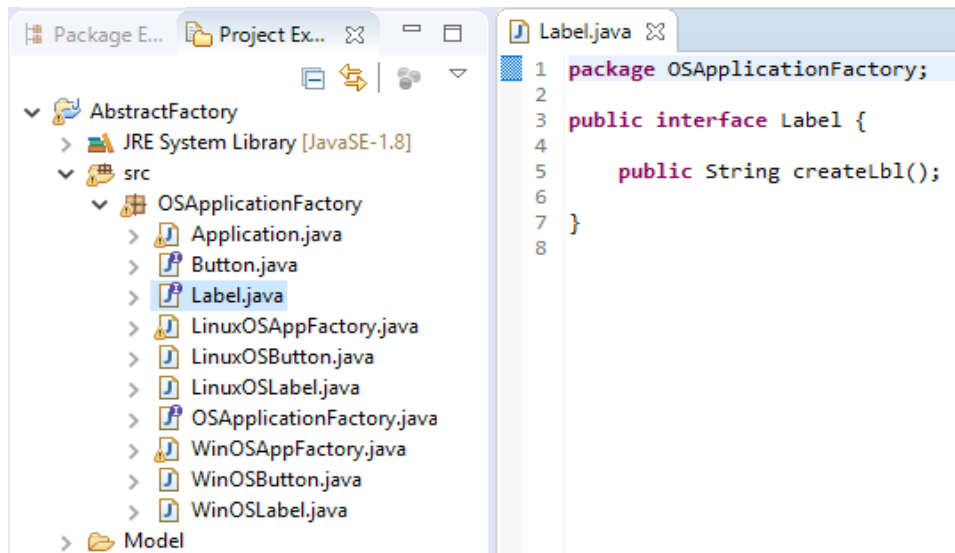 Package E...
Project Ex...
AbstractFactory
JRE System Library [JavaSE-1.8]
src
OSApplicationFactory
Application.java
Button.java
Label.java
LinuxOSAppFactory.java
LinuxOSButton.java
LinuxOSLabel.java
OSApplicationFactory.java
WinOSAppFactory.java
WinOSButton.java
WinOSLabel.java
Model
Label.java
1 package OSApplicationFactory;
2
3 public interface Label {
4
5 public String createLbl();
6
7 }
8